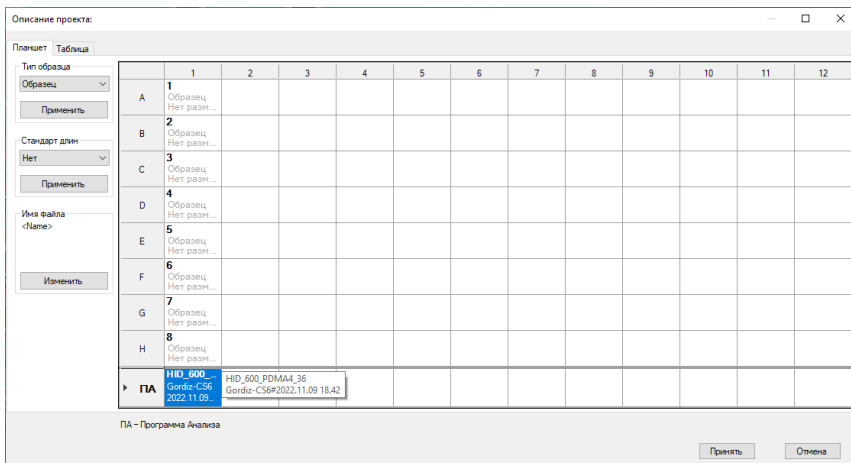 Описание проекта:
Планшет Таблица
Тип образца
Образец
Применить
Стандарт длин
Нет
Применить
Имя файла
<Name>
Изменить
1 2 3 4 5 6 7 8 9 10 11 12
A
1
Образец
Нет разм...
B
2
Образец
Нет разм...
C
3
Образец
Нет разм...
D
4
Образец
Нет разм...
E
5
Образец
Нет разм...
F
6
Образец
Нет разм...
G
7
Образец
Нет разм...
H
8
Образец
Нет разм...
ПА
HID_600_...
Gordiz-CS6
2022.11.09...
HID_600_PDMA4_36
Gordiz-CS6#2022.11.09 18.42
ПА – Программа Анализа
Принять Отмена